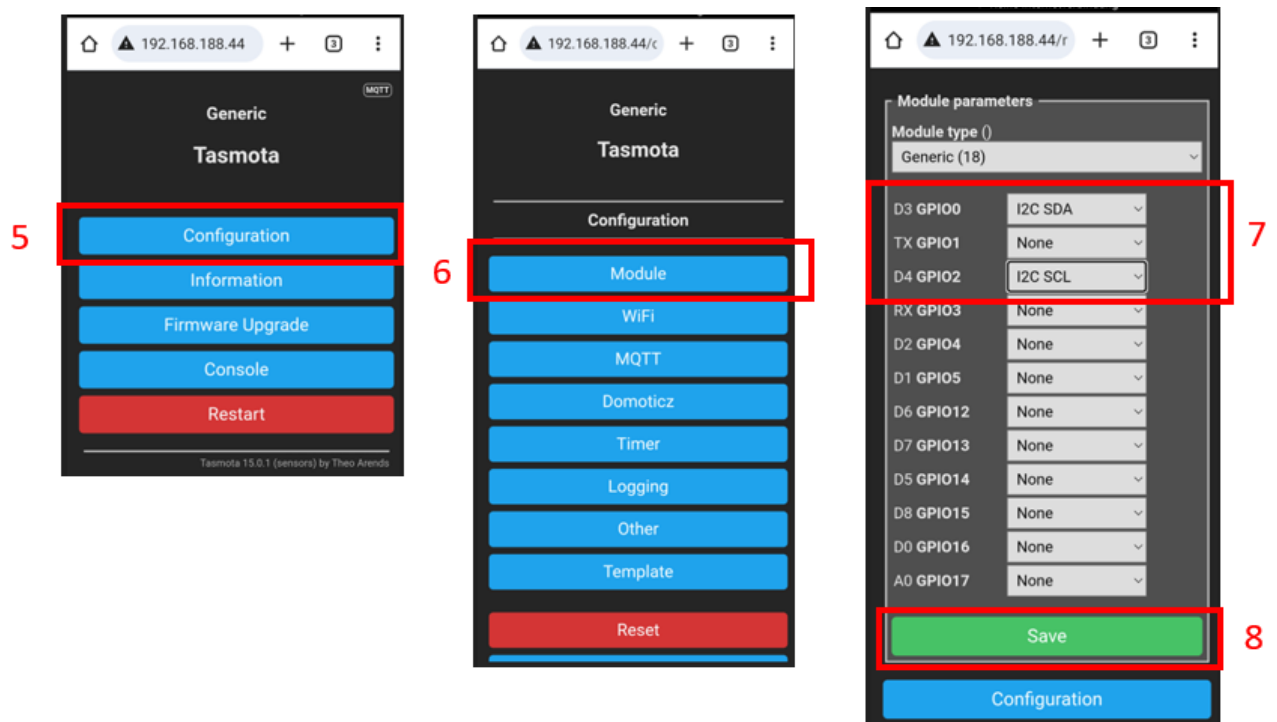 192.168.188.44
3
MQTT
Generic
Tasmota
5
Configuration
Information
Firmware Upgrade
Console
Restart
Tasmota 15.0.1 (sensors) by Theo Arends
192.168.188.44/c
3
Generic
Tasmota
Configuration
6
Module
WiFi
MQTT
Domoticz
Timer
Logging
Other
Template
Reset
192.168.188.44/r
3
Module parameters
Module type ()
Generic (18)
7
D3 GPIO0 I2C SDA
TX GPIO1 None
D4 GPIO2 I2C SCL
RX GPIO3 None
D2 GPIO4 None
D1 GPIO5 None
D6 GPIO12 None
D7 GPIO13 None
D5 GPIO14 None
D8 GPIO15 None
D0 GPIO16 None
A0 GPIO17 None
Save
8
Configuration